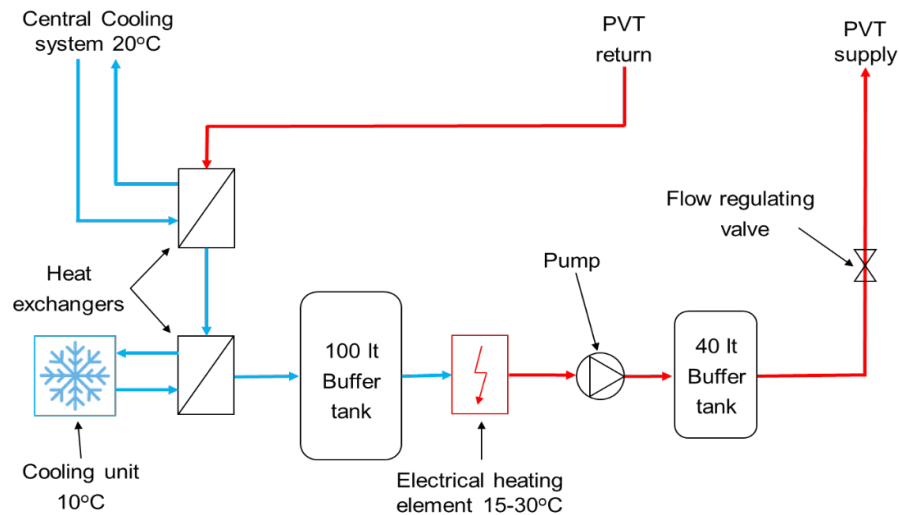 Central Cooling
system 20°C
PVT
return
PVT
supply
Flow regulating
valve
Heat
exchangers
Pump
100 lt
Buffer
tank
40 lt
Buffer
tank
Cooling unit
10°C
Electrical heating
element 15-30°C